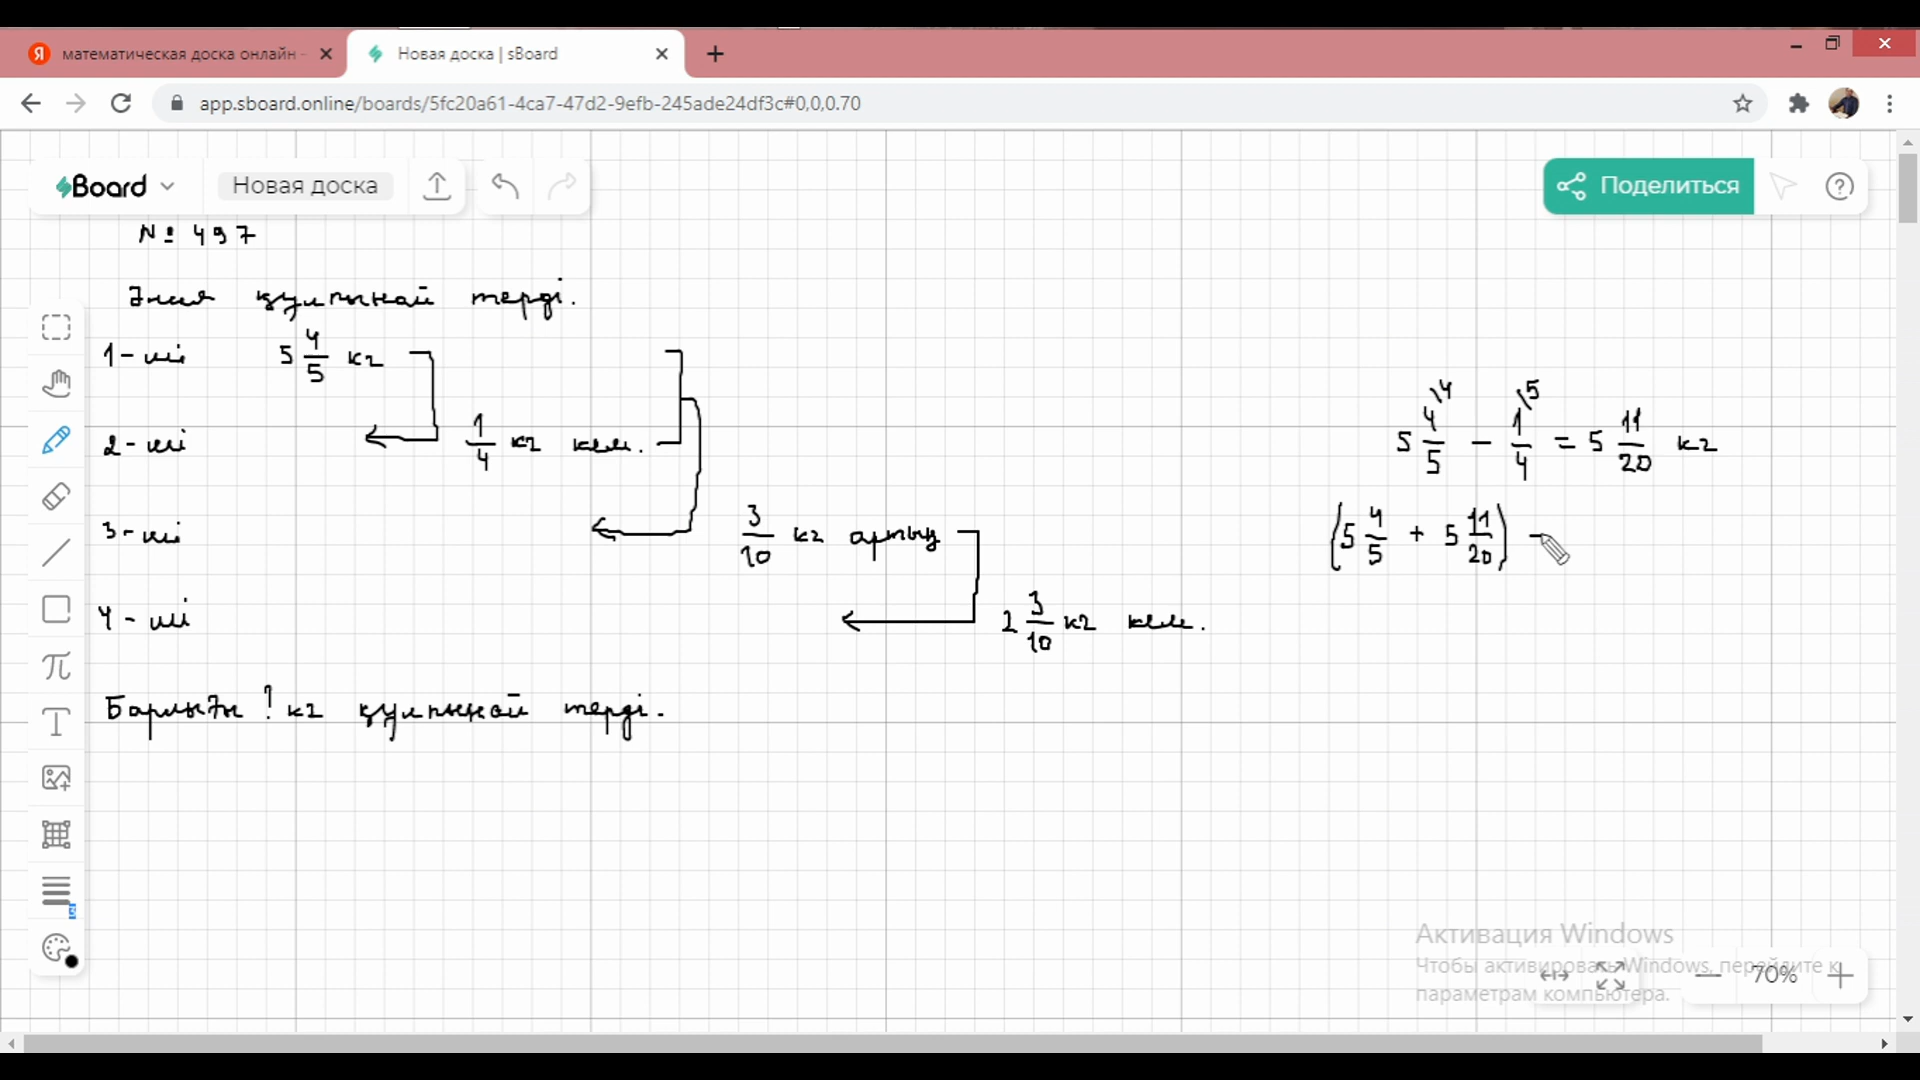 математическая доска онлайн -
Новая доска | sBoard
app.sboard.online/boards/5fc20a61-4ca7-47d2-9efb-245ade24df3c#0,0,0.70
sBoard
Новая доска
Поделиться
№ 497
құлпынай терді.
1-ші 5 4/5 кг
2-ші 1/4 кг кем.
3-ші 3/10 кг артық
4-ші 2 3/10 кг кем.
Барлығы ? кг құлпынай терді.
\4 \5
5 4/5 - 1/4 = 5 11/20 кг
(5 4/5 + 5 11/20) -
Активация Windows
Чтобы активировать Windows, перейдите к
параметрам компьютера.
70%